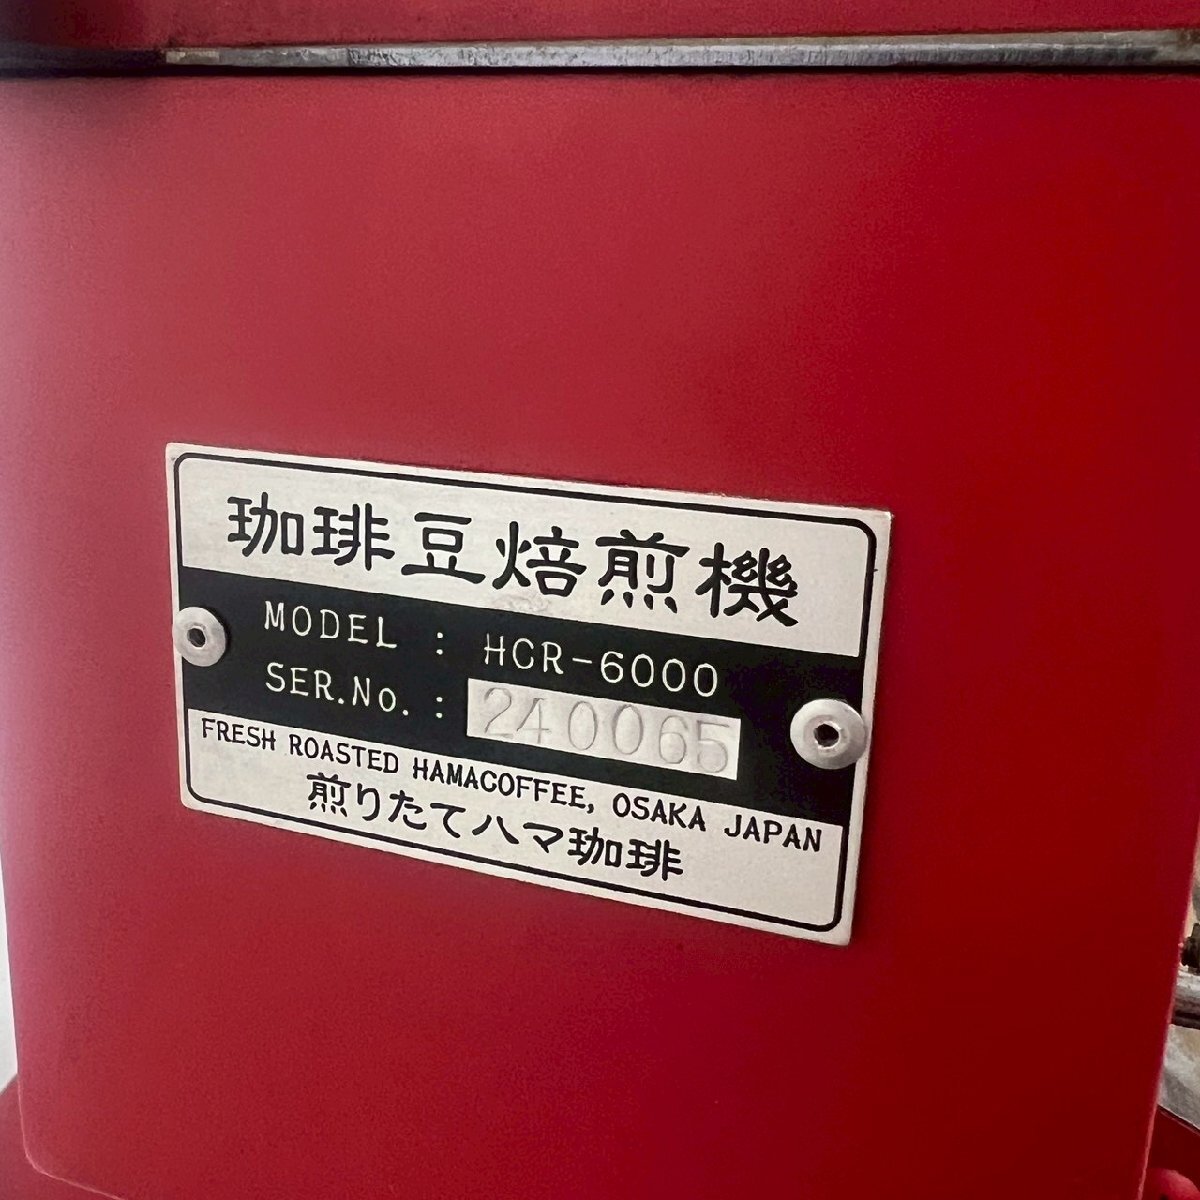 珈琲豆焙煎機
MODEL : HCR-6000
SER.No. : 240065
FRESH ROASTED HAMACOFFEE, OSAKA JAPAN
煎りたてハマ珈琲